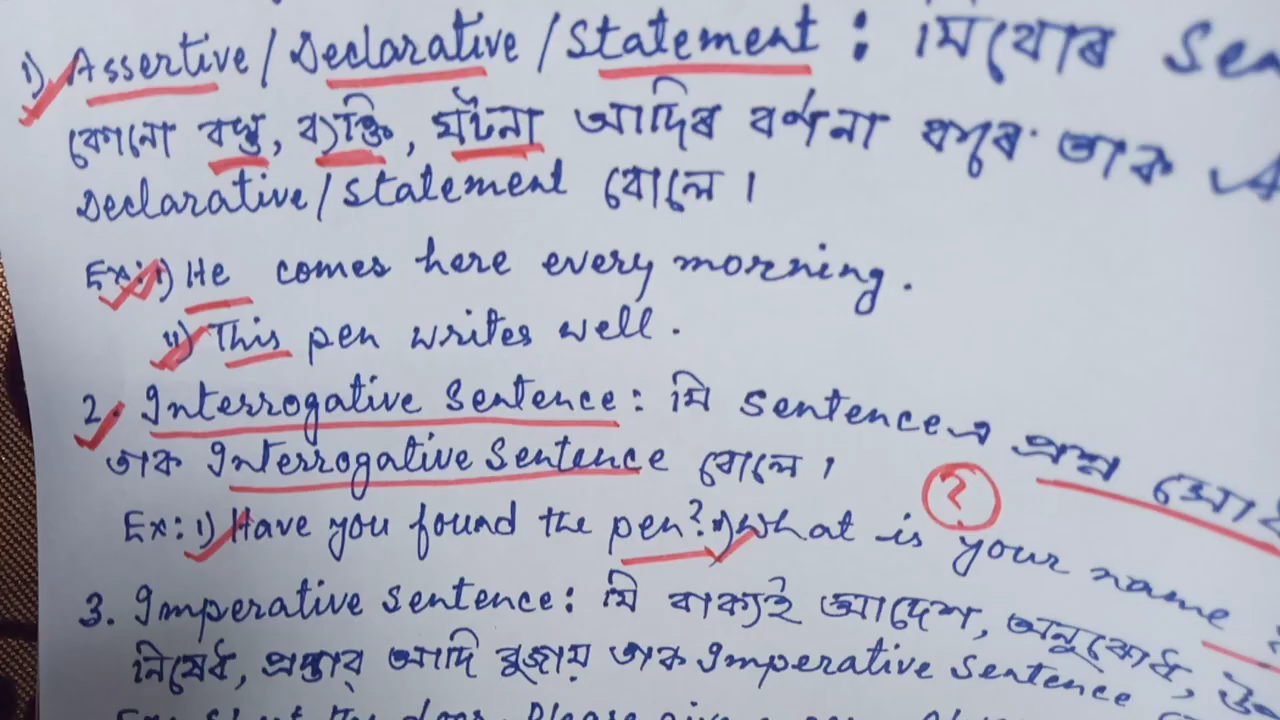 1) Assertive/Declarative/Statement : যিবোৰ Sen
কোনো বস্তু, ব্যক্তি, ঘটনা আদিৰ বৰ্ণনা কৰে তাক A
Declarative/Statement বোলে।
Ex: i) He comes here every morning.
ii) This pen writes well.
2. Interrogative Sentence: যি Sentenceএ প্ৰশ্ন সো
তাক Interrogative Sentence বোলে।
?
Ex: i) Have you found the pen? ii) What is your name ?
3. Imperative Sentence: যি বাক্যই আদেশ, অনুৰোধ,
নিষেধ, প্ৰস্তাৱ আদি বুজায় তাক Imperative Sentence